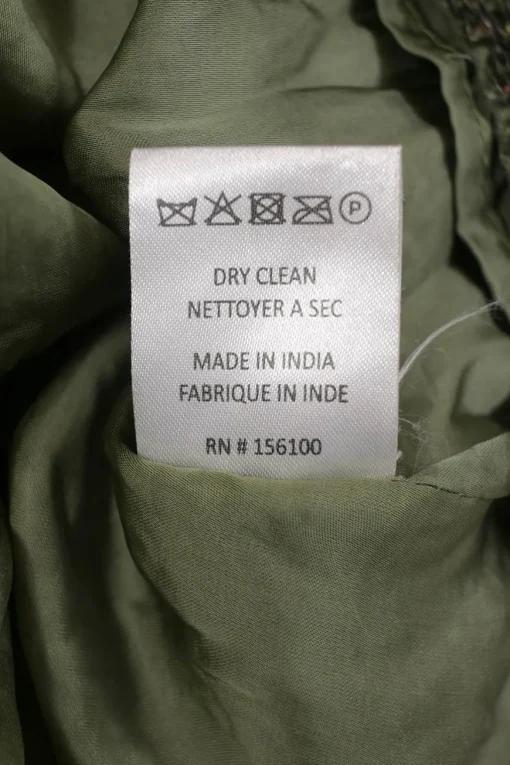 P
DRY CLEAN
NETTOYER A SEC
MADE IN INDIA
FABRIQUE IN INDE
RN # 156100